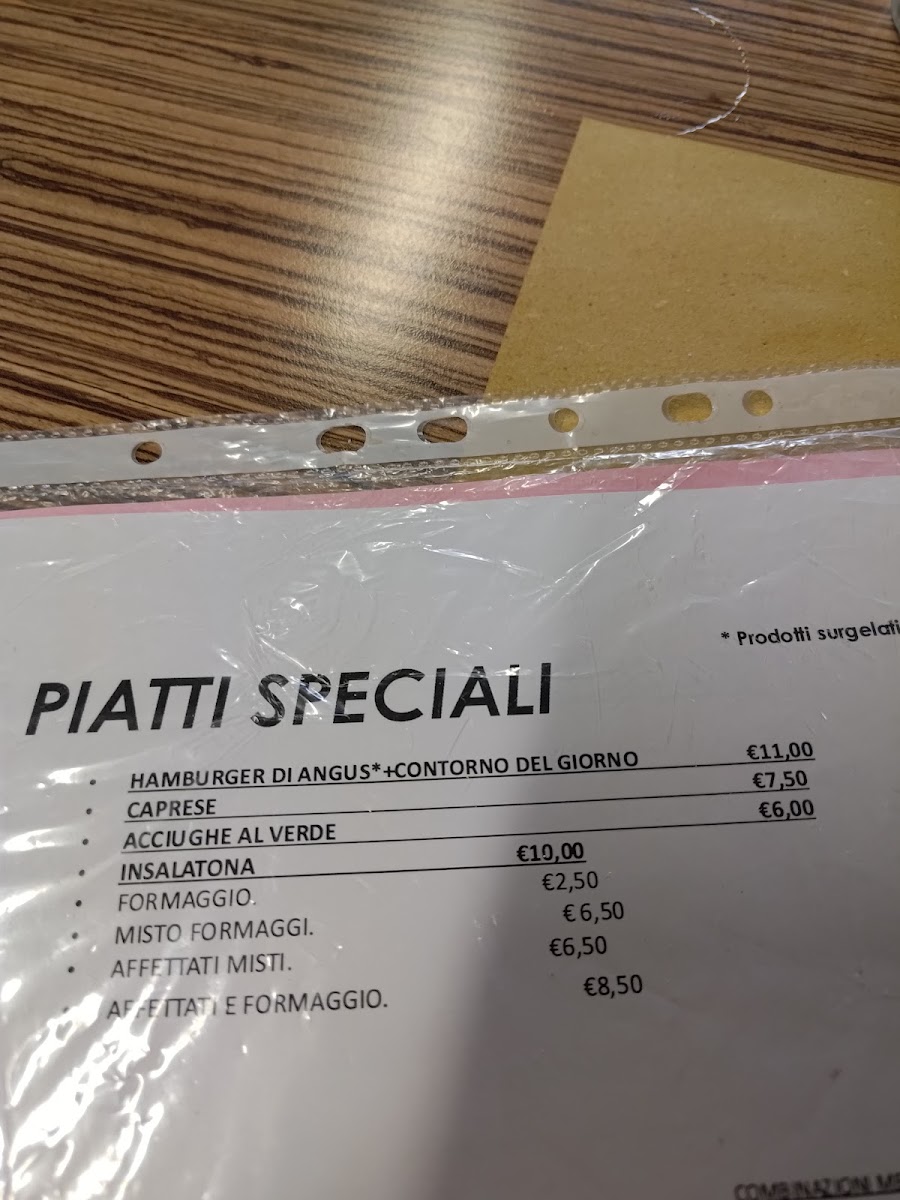 * Prodotti surgelati
PIATTI SPECIALI
• HAMBURGER DI ANGUS*+CONTORNO DEL GIORNO €11,00
• CAPRESE €7,50
• ACCIUGHE AL VERDE €6,00
• INSALATONA €10,00
• FORMAGGIO. €2,50
• MISTO FORMAGGI. € 6,50
• AFFETTATI MISTI. €6,50
• AFFETTATI E FORMAGGIO. €8,50
COMBINAZIONI